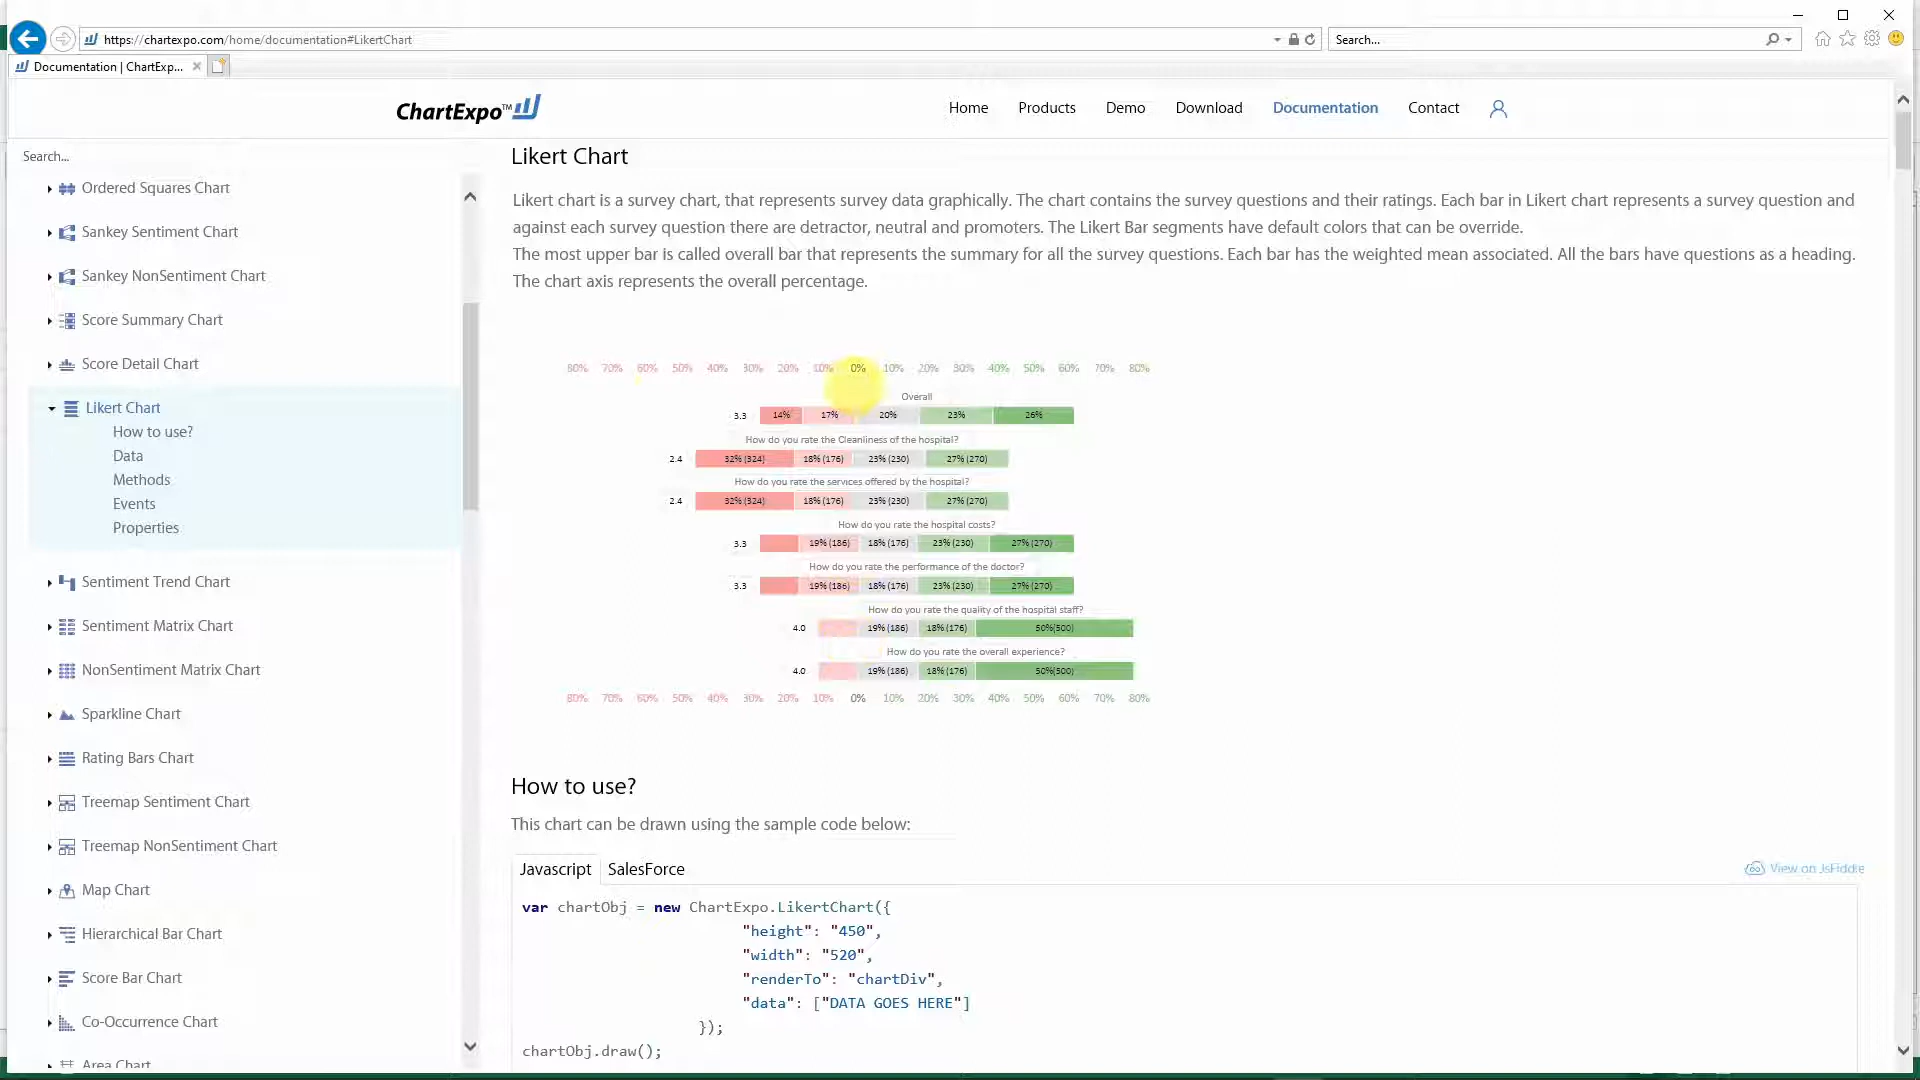 https://chartexpo.com/home/documentation#LikertChart
Search...
Documentation | ChartExp...
ChartExpo™
Home
Products
Demo
Download
Documentation
Contact
Search...
Ordered Squares Chart
Sankey Sentiment Chart
Sankey NonSentiment Chart
Score Summary Chart
Score Detail Chart
Likert Chart
How to use?
Data
Methods
Events
Properties
Sentiment Trend Chart
Sentiment Matrix Chart
NonSentiment Matrix Chart
Sparkline Chart
Rating Bars Chart
Treemap Sentiment Chart
Treemap NonSentiment Chart
Map Chart
Hierarchical Bar Chart
Score Bar Chart
Co-Occurrence Chart
Area Chart
Likert Chart
Likert chart is a survey chart, that represents survey data graphically. The chart contains the survey questions and their ratings. Each bar in Likert chart represents a survey question and
against each survey question there are detractor, neutral and promoters. The Likert Bar segments have default colors that can be override.
The most upper bar is called overall bar that represents the summary for all the survey questions. Each bar has the weighted mean associated. All the bars have questions as a heading.
The chart axis represents the overall percentage.
80% 70% 60% 50% 40% 30% 20% 10% 0% 10% 20% 30% 40% 50% 60% 70% 80%
Overall
3.3 14% 17% 20% 23% 26%
How do you rate the Cleanliness of the hospital?
2.4 32% (324) 18% (176) 23% (230) 27% (270)
How do you rate the services offered by the hospital?
2.4 32% (324) 18% (176) 23% (230) 27% (270)
How do you rate the hospital costs?
3.3 19% (186) 18% (176) 23% (230) 27% (270)
How do you rate the performance of the doctor?
3.3 19% (186) 18% (176) 23% (230) 27% (270)
How do you rate the quality of the hospital staff?
4.0 19% (186) 18% (176) 50%(500)
How do you rate the overall experience?
4.0 19% (186) 18% (176) 50%(500)
80% 70% 60% 50% 40% 30% 20% 10% 0% 10% 20% 30% 40% 50% 60% 70% 80%
How to use?
This chart can be drawn using the sample code below:
Javascript SalesForce
View on JsFiddle
var chartObj = new ChartExpo.LikertChart({
"height": "450",
"width": "520",
"renderTo": "chartDiv",
"data": ["DATA GOES HERE"]
});
chartObj.draw();